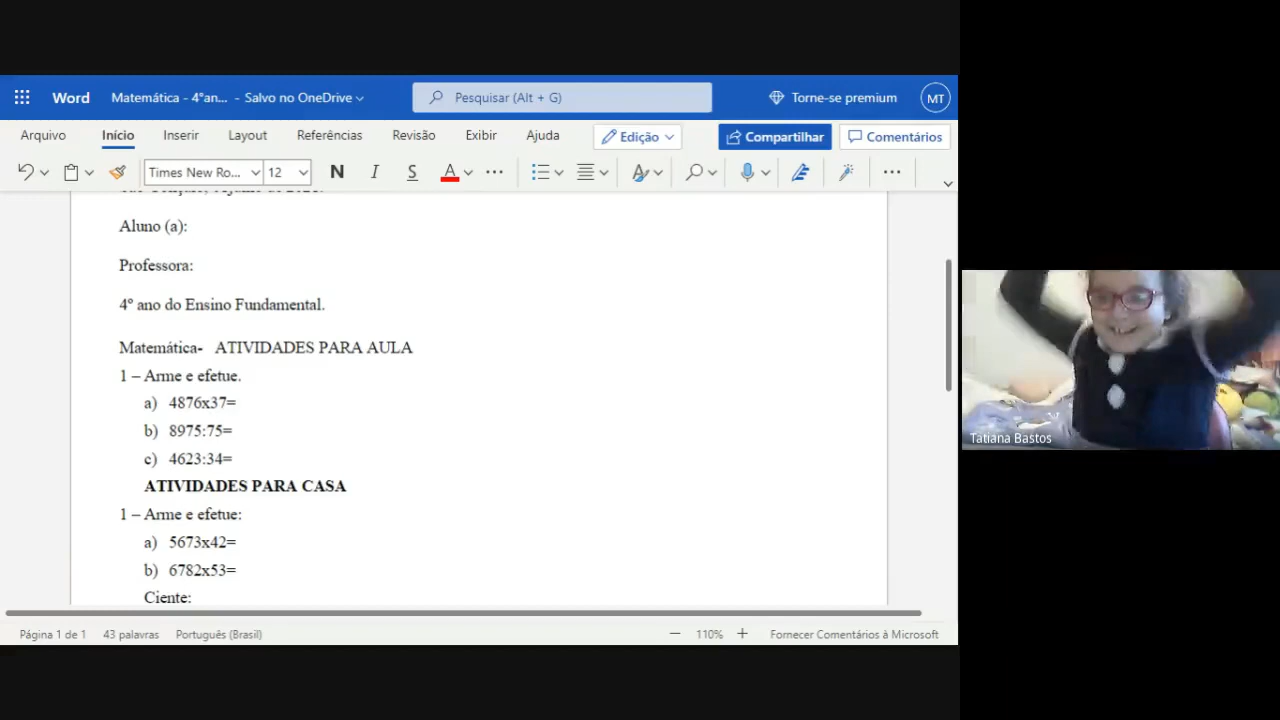 Word Matemática - 4°an... - Salvo no OneDrive Pesquisar (Alt + G) Torne-se premium MT
Arquivo Início Inserir Layout Referências Revisão Exibir Ajuda Edição Compartilhar Comentários
Times New Ro... 12 N I S A
Aluno (a):
Professora:
4º ano do Ensino Fundamental.
Matemática- ATIVIDADES PARA AULA
1 – Arme e efetue.
a) 4876x37=
b) 8975:75=
c) 4623:34=
ATIVIDADES PARA CASA
1 – Arme e efetue:
a) 5673x42=
b) 6782x53=
Ciente:
Página 1 de 1 43 palavras Português (Brasil) 110% Fornecer Comentários à Microsoft
Tatiana Bastos